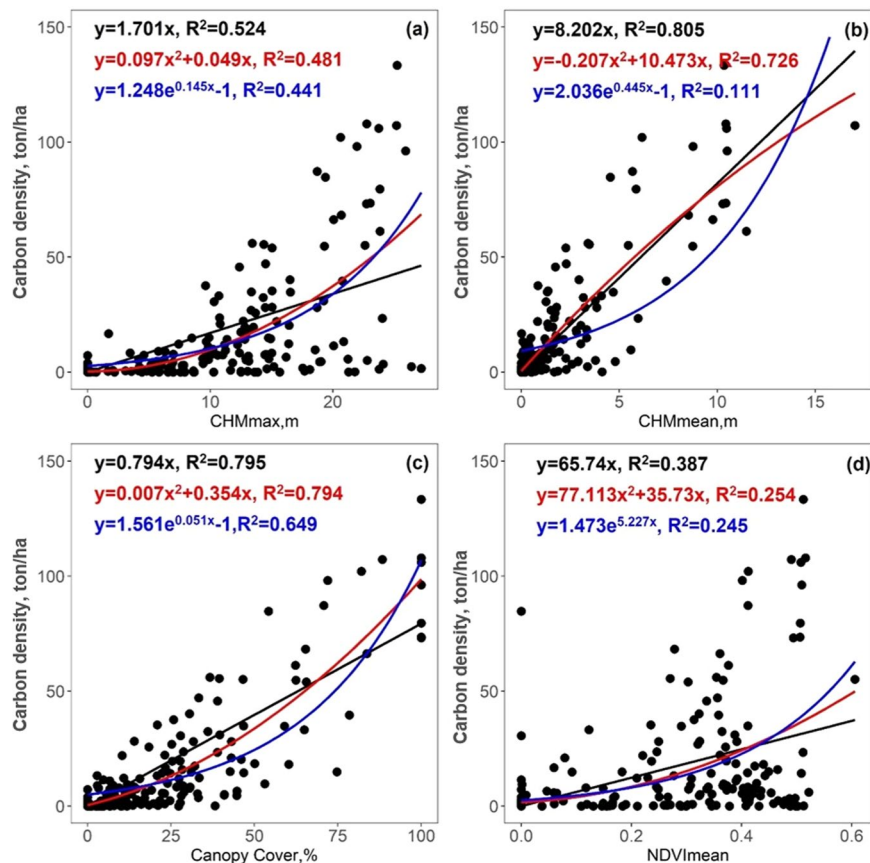 y=1.701x, R²=0.524
(a)
y=0.097x²+0.049x, R²=0.481
y=1.248e^0.145x-1, R²=0.441
150
100
50
0
Carbon density, ton/ha
0 10 20
CHMmax,m
y=8.202x, R²=0.805
(b)
y=-0.207x²+10.473x, R²=0.726
y=2.036e^0.445x-1, R²=0.111
150
100
50
0
Carbon density, ton/ha
0 5 10 15
CHMmean,m
y=0.794x, R²=0.795
(c)
y=0.007x²+0.354x, R²=0.794
y=1.561e^0.051x-1,R²=0.649
150
100
50
0
Carbon density, ton/ha
0 25 50 75 100
Canopy Cover,%
y=65.74x, R²=0.387
(d)
y=77.113x²+35.73x, R²=0.254
y=1.473e^5.227x, R²=0.245
150
100
50
0
Carbon density, ton/ha
0.0 0.2 0.4 0.6
NDVImean